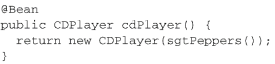 @Bean
public CDPlayer cdPlayer() {
  return new CDPlayer(sgtPeppers());
}